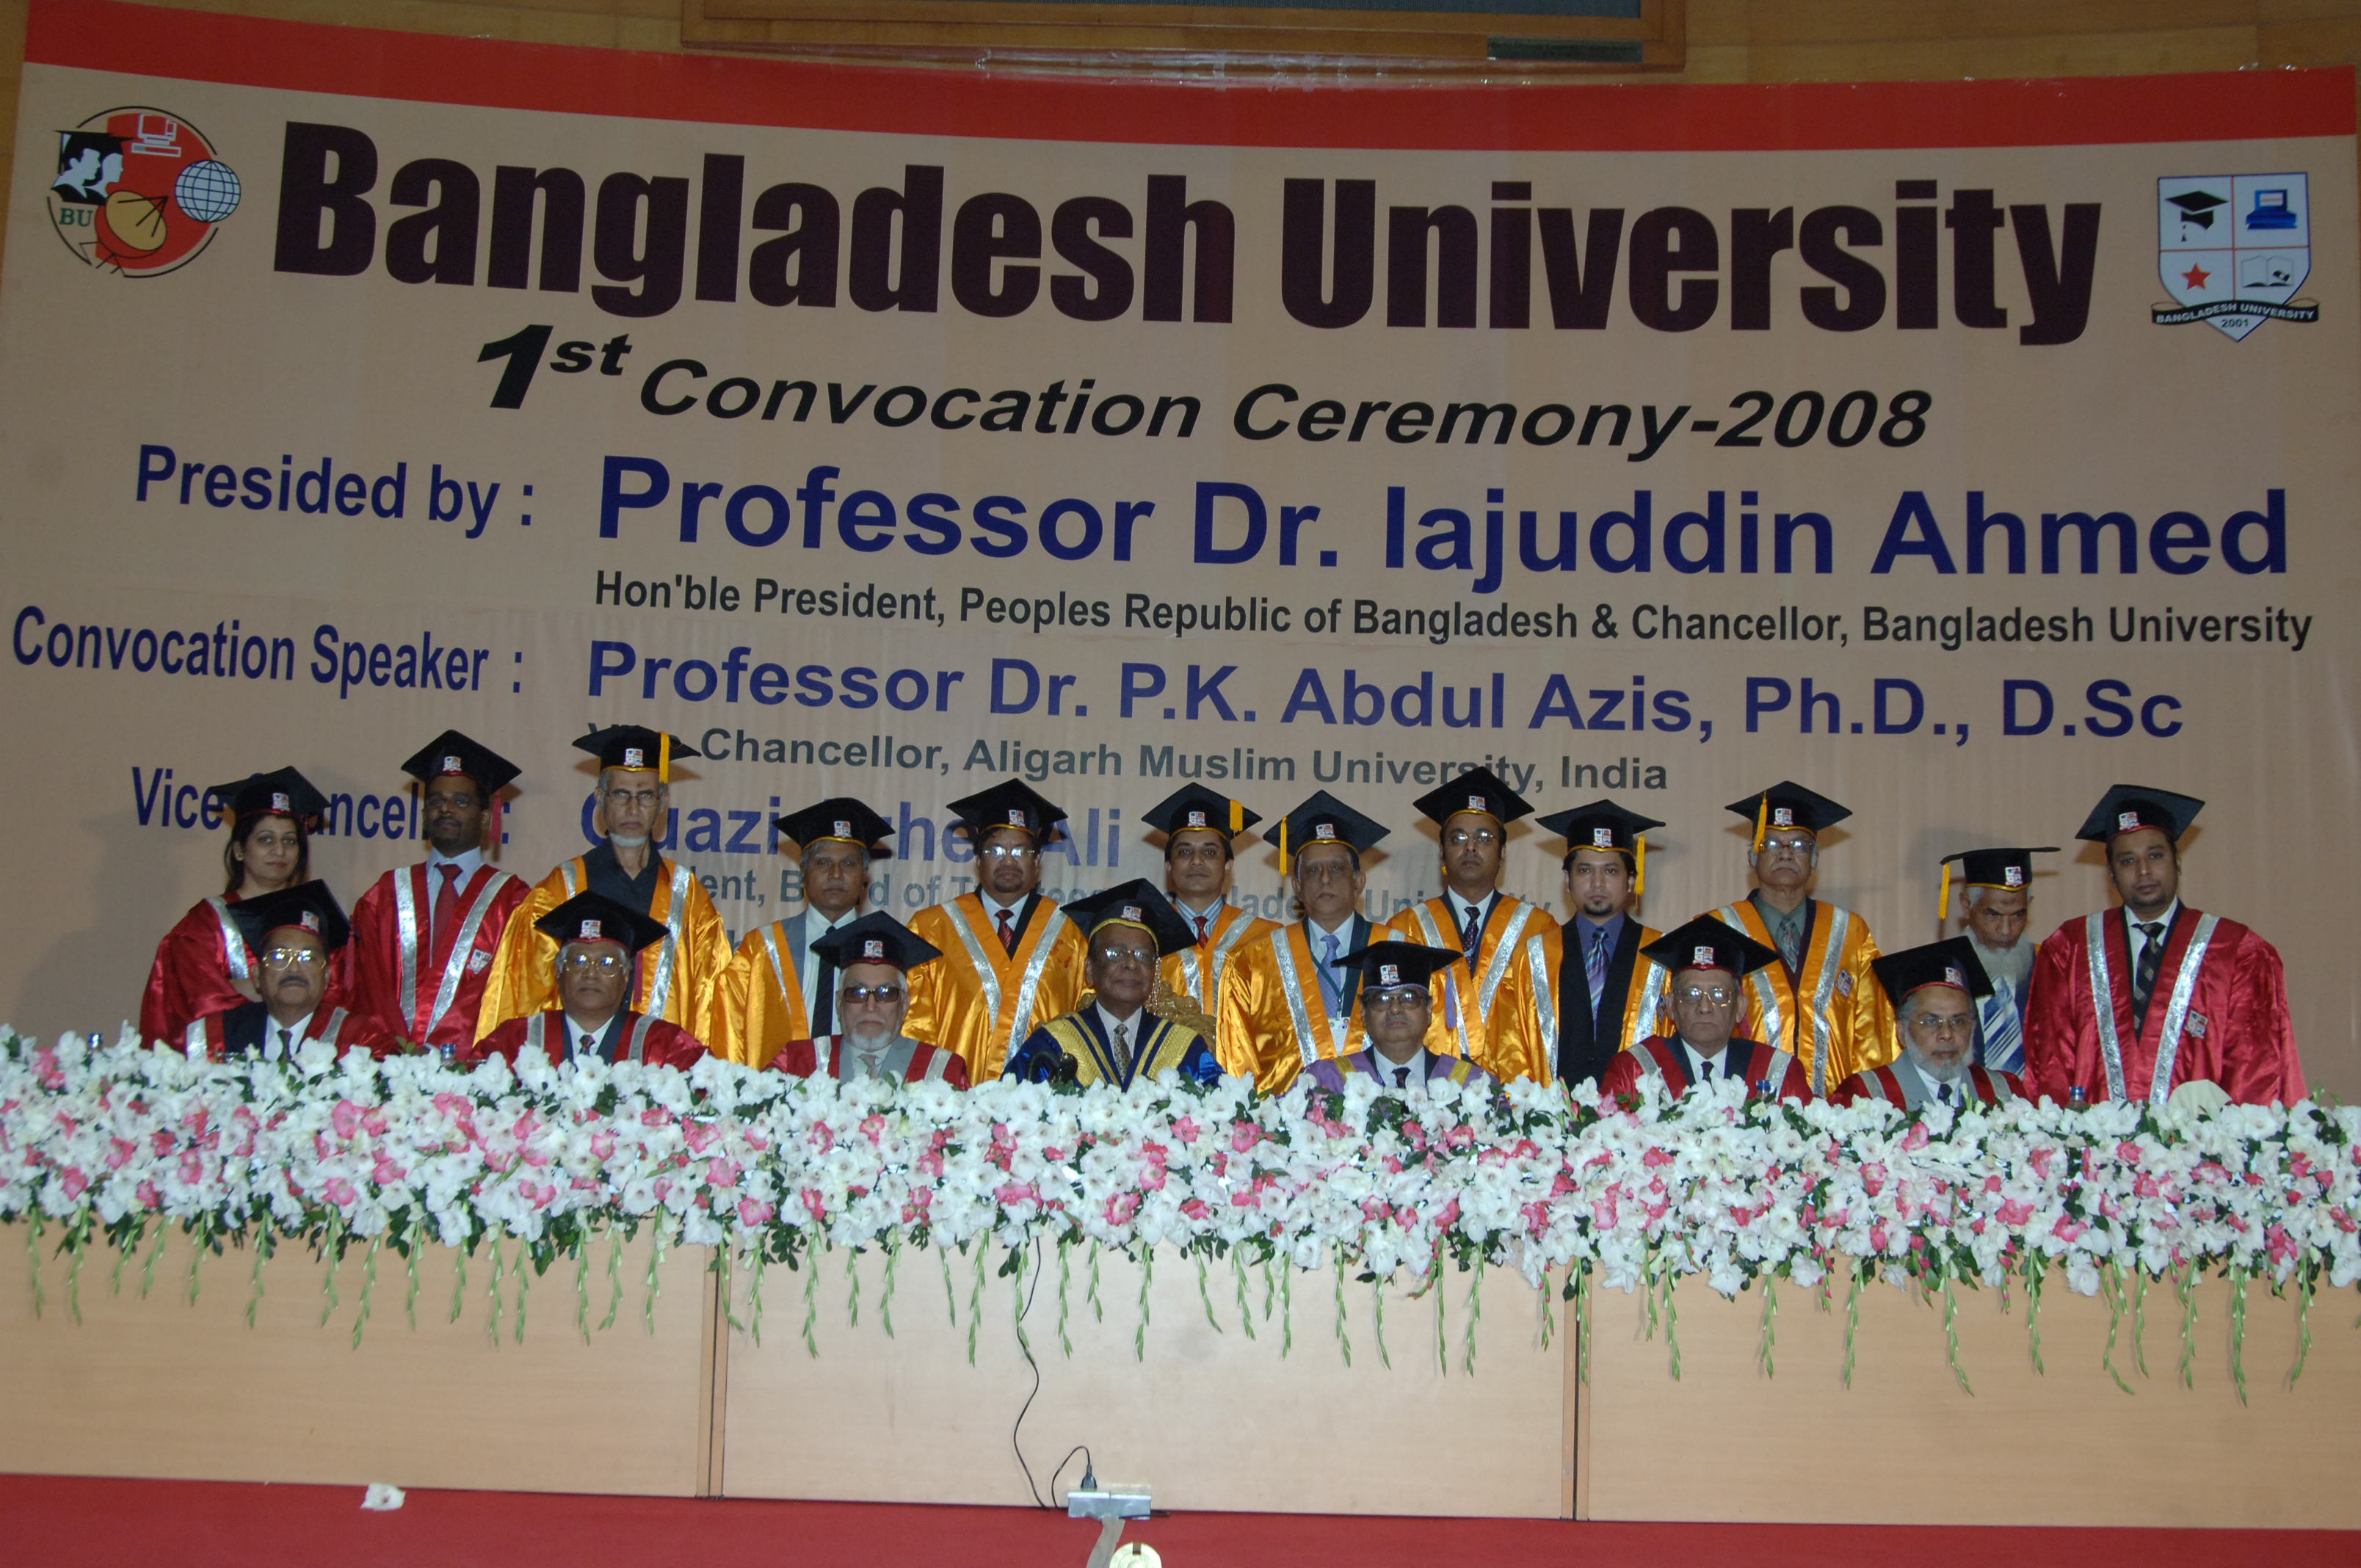 Bangladesh University
1st Convocation Ceremony-2008
Presided by : Professor Dr. Iajuddin Ahmed
Hon'ble President, Peoples Republic of Bangladesh & Chancellor, Bangladesh University
Convocation Speaker : Professor Dr. P.K. Abdul Azis, Ph.D., D.Sc
Chancellor, Aligarh Muslim University, India
Vice : Ali
of
BU
BANGLADESH UNIVERSITY
2001